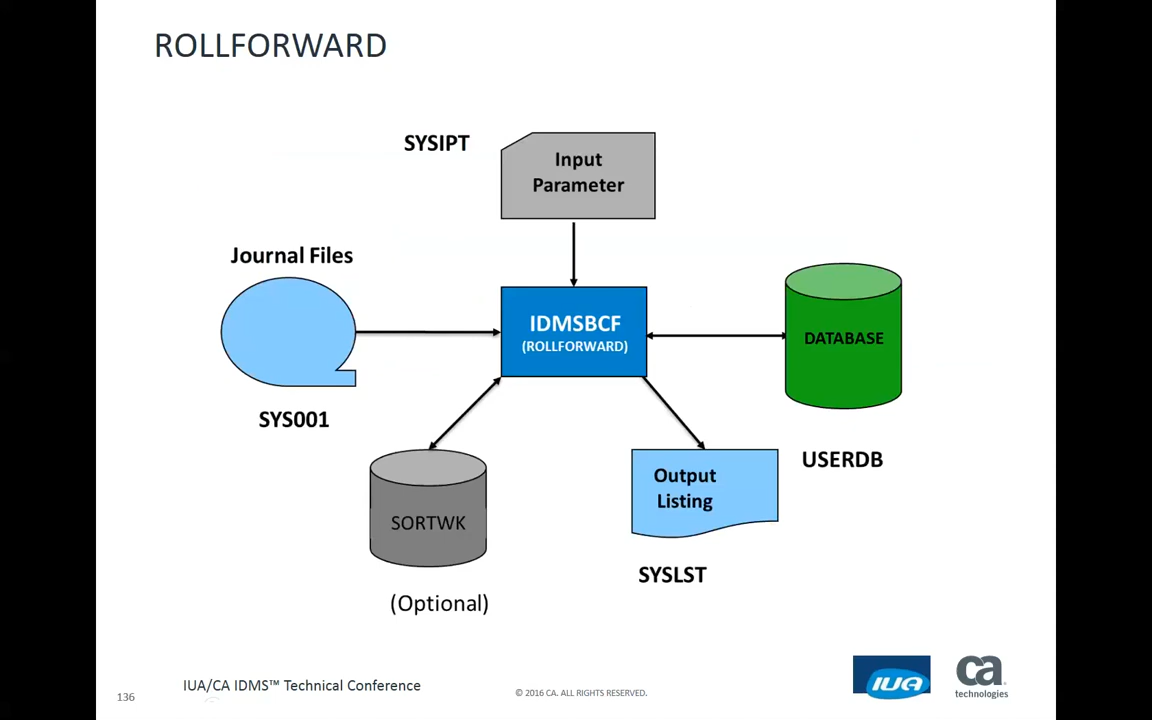 ROLLFORWARD
SYSIPT
Input
Parameter
Journal Files
IDMSBCF
(ROLLFORWARD)
DATABASE
SYS001
USERDB
Output
Listing
SORTWK
SYSLST
(Optional)
136
IUA/CA IDMS™ Technical Conference
© 2016 CA. ALL RIGHTS RESERVED.
IUA
ca
technologies